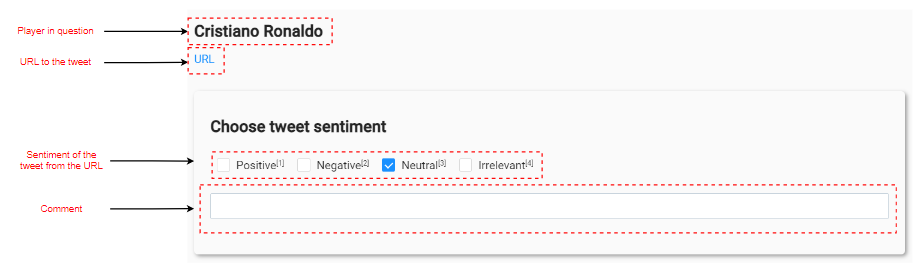 Player in question
Cristiano Ronaldo
URL to the tweet
URL
Choose tweet sentiment
Sentiment of the
tweet from the URL
Positive[1] Negative[2] Neutral[3] Irrelevant[4]
Comment